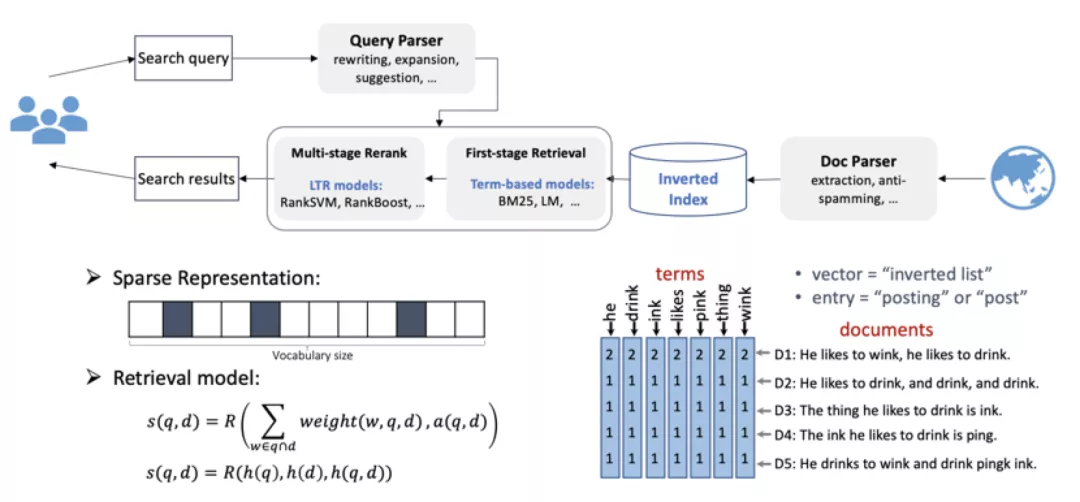 Search query
Query Parser
rewriting, expansion,
suggestion, …
Search results
Multi-stage Rerank
LTR models:
RankSVM, RankBoost, …
First-stage Retrieval
Term-based models:
BM25, LM, …
Inverted
Index
Doc Parser
extraction, anti-
spamming, …
➢ Sparse Representation:
Vocabulary size
➢ Retrieval model:
s(q,d) = R(∑_{w∈q∩d} weight(w,q,d), a(q,d))
s(q,d) = R(h(q), h(d), h(q,d))
terms
he drink ink likes pink thing wink
2 2 2 2 2 2 2
1 1 1 1 1 1 1
1 1 1 1 1 1 1
1 1 1 1 1 1 1
1 1 1 1 1 1 1
• vector = “inverted list”
• entry = “posting” or “post”
documents
D1: He likes to wink, he likes to drink.
D2: He likes to drink, and drink, and drink.
D3: The thing he likes to drink is ink.
D4: The ink he likes to drink is ping.
D5: He drinks to wink and drink pingk ink.